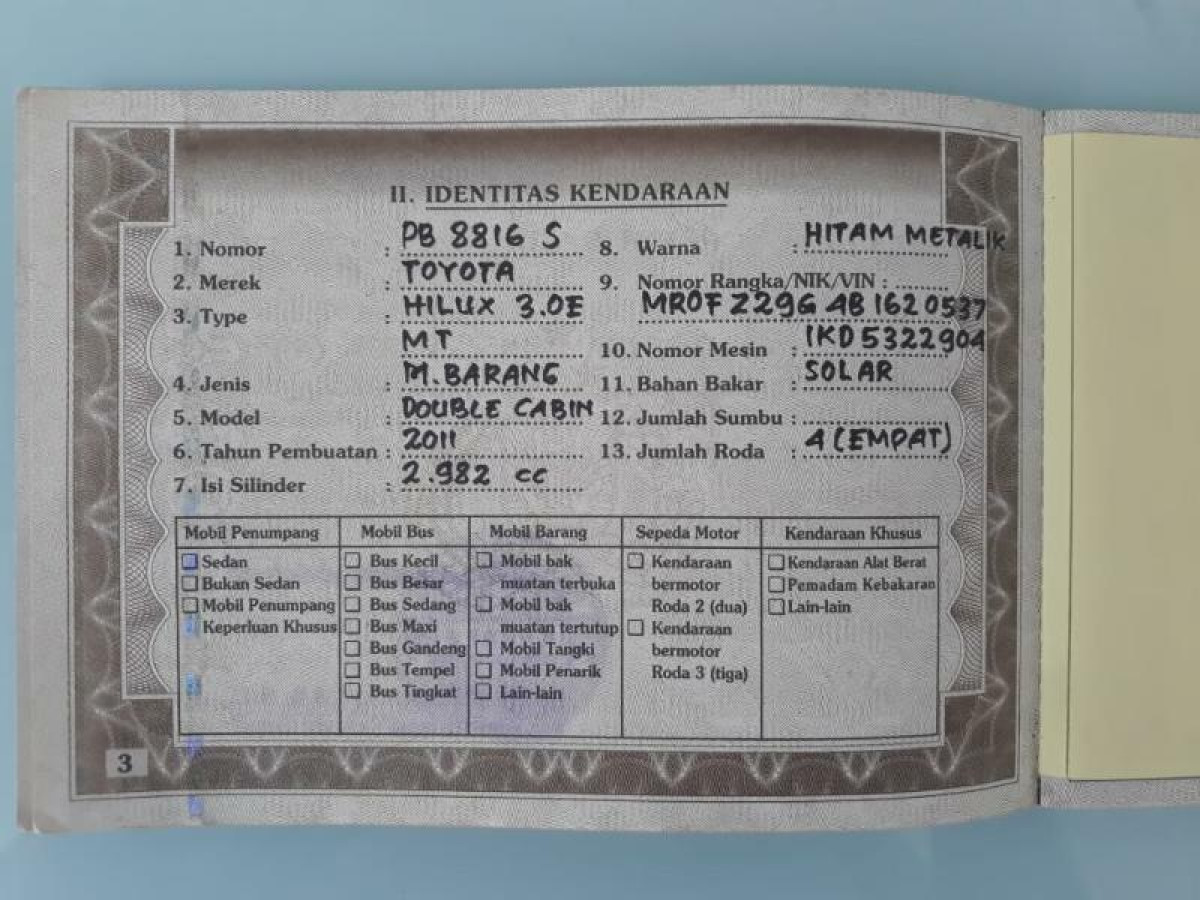 II. IDENTITAS KENDARAAN
1. Nomor : PB 8816 S
2. Merek : TOYOTA
3. Type : HILUX 3.0E
MT
4. Jenis : M.BARANG
5. Model : DOUBLE CABIN
6. Tahun Pembuatan : 2011
7. Isi Silinder : 2.982 cc
8. Warna : HITAM METALIK
9. Nomor Rangka/NIK/VIN :
MROF Z29G AB 1620537
10. Nomor Mesin : 1KD5322904
11. Bahan Bakar : SOLAR
12. Jumlah Sumbu :
13. Jumlah Roda : 4 (EMPAT)
Mobil Penumpang
Sedan
Bukan Sedan
Mobil Penumpang
Keperluan Khusus
Mobil Bus
Bus Kecil
Bus Besar
Bus Sedang
Bus Maxi
Bus Gandeng
Bus Tempel
Bus Tingkat
Mobil Barang
Mobil bak
muatan terbuka
Mobil bak
muatan tertutup
Mobil Tangki
Mobil Penarik
Lain-lain
Sepeda Motor
Kendaraan
bermotor
Roda 2 (dua)
Kendaraan
bermotor
Roda 3 (tiga)
Kendaraan Khusus
Kendaraan Alat Berat
Pemadam Kebakaran
Lain-lain
3